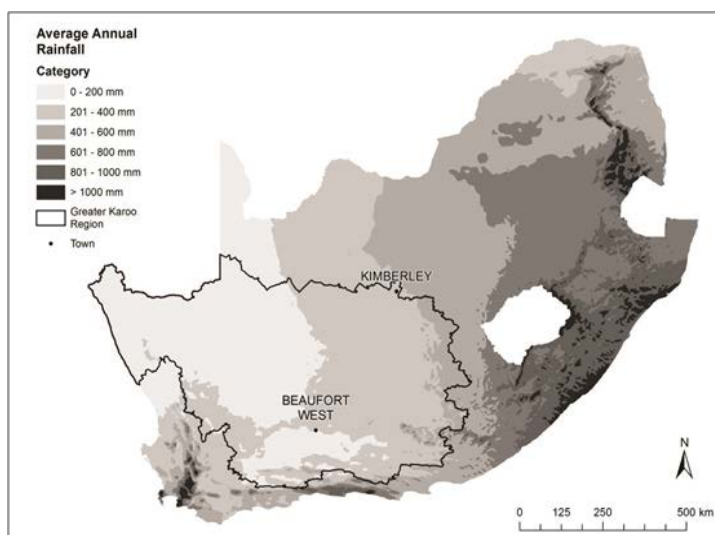 Average Annual
Rainfall
Category
0 - 200 mm
201 - 400 mm
401 - 600 mm
601 - 800 mm
801 - 1000 mm
> 1000 mm
Greater Karoo
Region
Town
KIMBERLEY
BEAUFORT
WEST
N
0 125 250 500 km